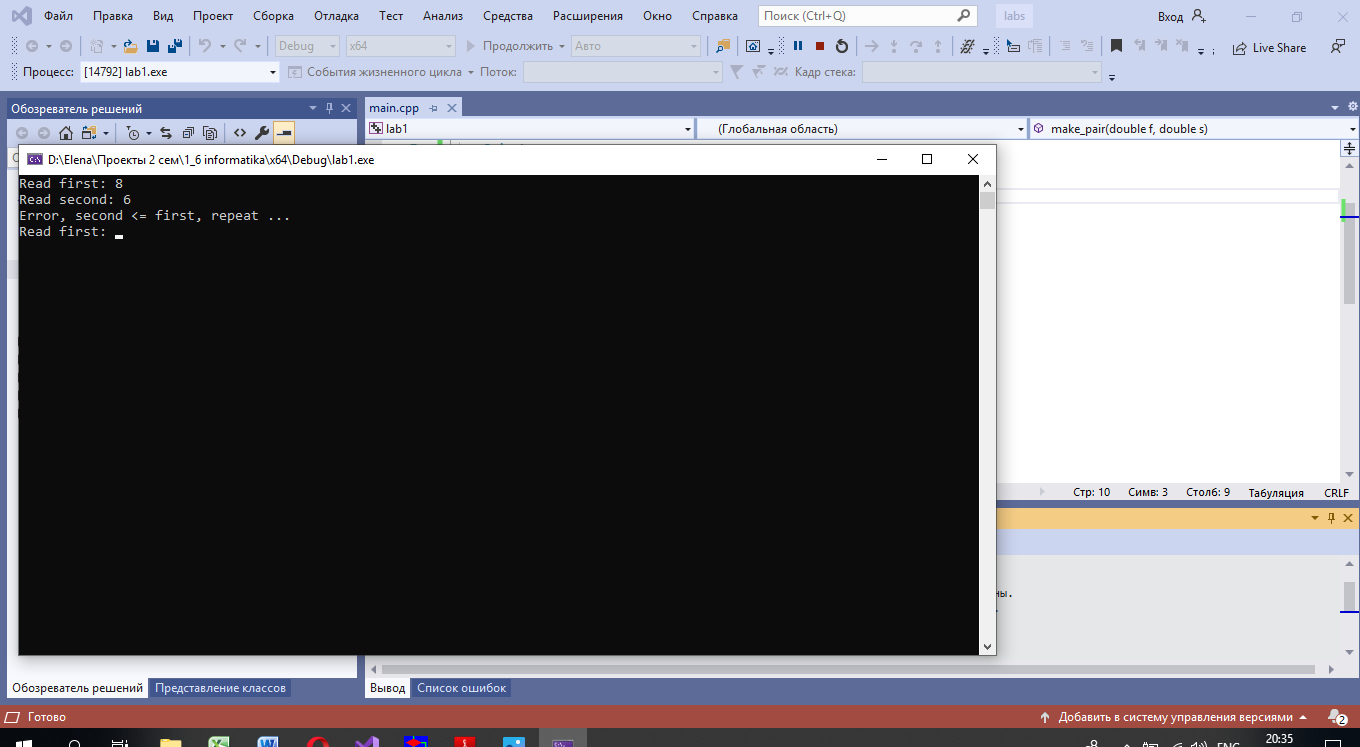 Файл Правка Вид Проект Сборка Отладка Тест Анализ Средства Расширения Окно Справка Поиск (Ctrl+Q) labs Вход
Debug x64 Продолжить Авто Live Share
Процесс: [14792] lab1.exe События жизненного цикла Поток: Кадр стека:
Обозреватель решений main.cpp
lab1 (Глобальная область) make_pair(double f, double s)
D:\Elena\Проекты 2 сем\1_6 informatika\x64\Debug\lab1.exe
Read first: 8
Read second: 6
Error, second <= first, repeat ...
Read first:
Стр: 10 Симв: 3 Столб: 9 Табуляция CRLF
ны.
Обозреватель решений Представление классов Вывод Список ошибок
Готово Добавить в систему управления версиями 2
20:35